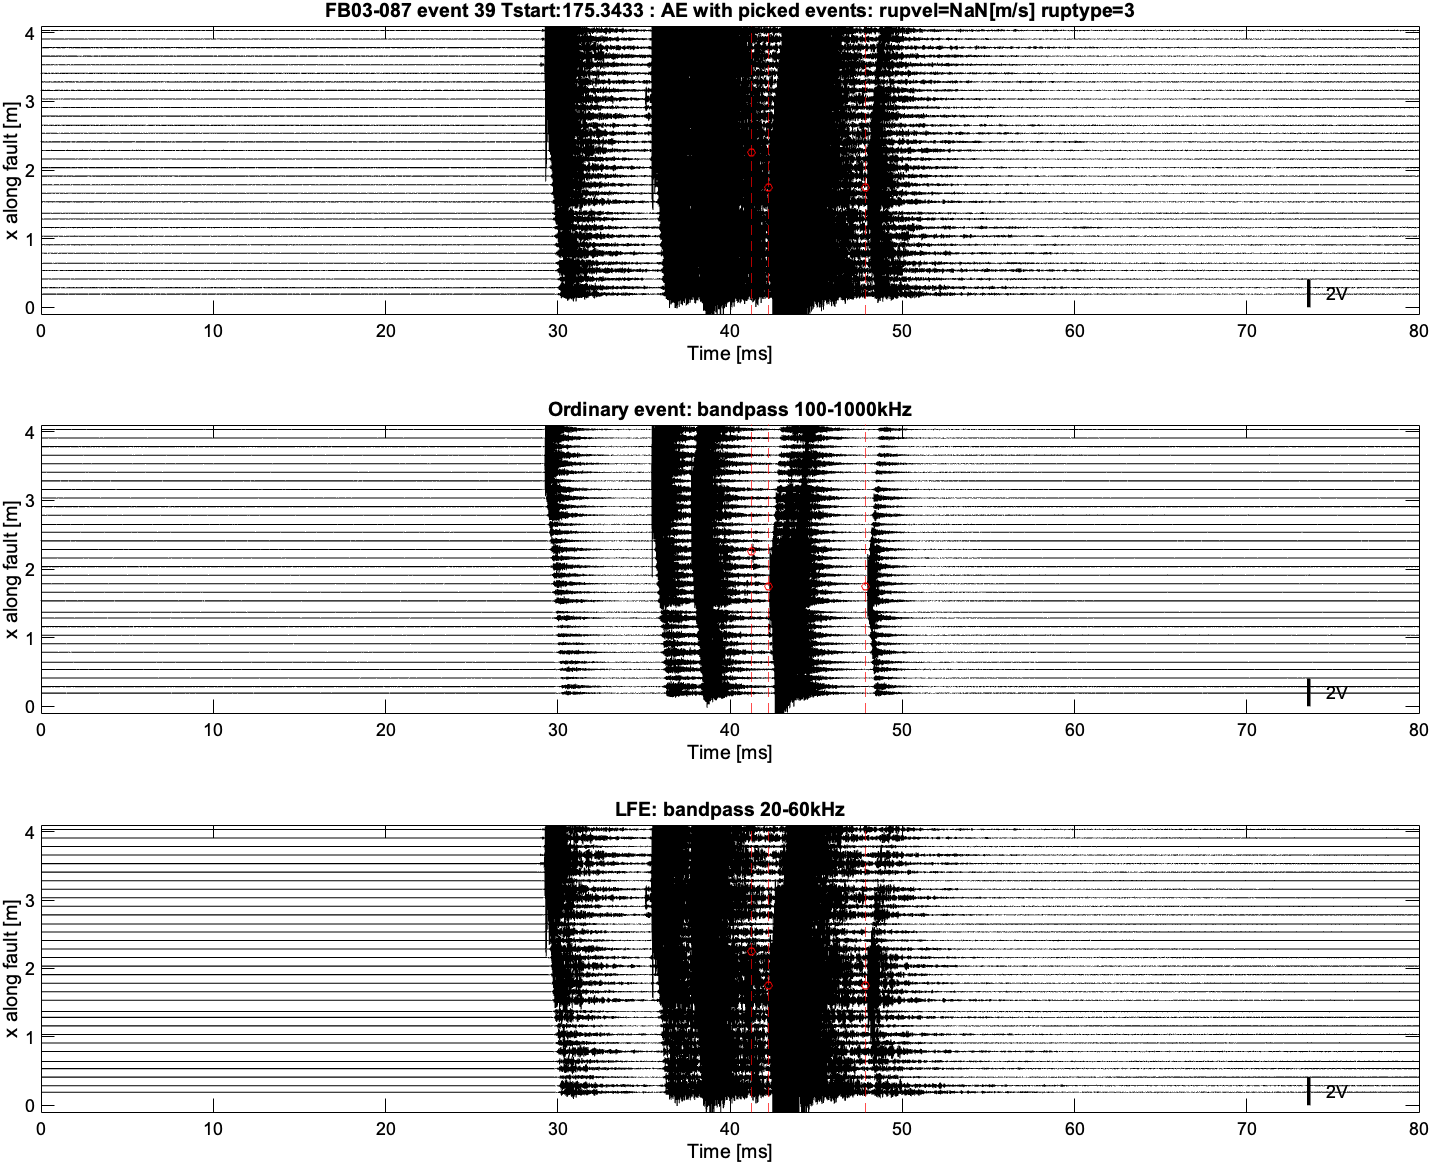 FB03-087 event 39 Tstart:175.3433 : AE with picked events: rupvel=NaN[m/s] ruptype=3
4
3
2
1
0
x along fault [m]
2V
0 10 20 30 40 50 60 70 80
Time [ms]
Ordinary event: bandpass 100-1000kHz
4
3
2
1
0
x along fault [m]
2V
0 10 20 30 40 50 60 70 80
Time [ms]
LFE: bandpass 20-60kHz
4
3
2
1
0
x along fault [m]
2V
0 10 20 30 40 50 60 70 80
Time [ms]